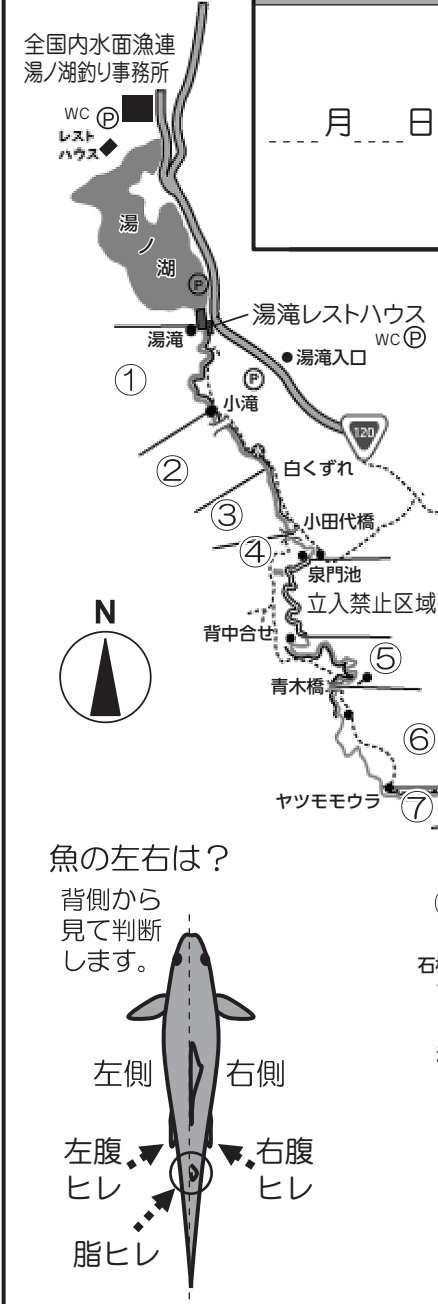 全国内水面漁連
湯ノ湖釣り事務所
月 日
WC Ⓟ
レスト
ハウス
湯ノ湖
Ⓟ
湯滝レストハウス
WC Ⓟ
湯滝
湯滝入口
①
Ⓟ
小滝
120
②
白くずれ
③
小田代橋
④
泉門池
立入禁止区域
N
背中合せ
⑤
青木橋
⑥
ヤツモモウラ
⑦
魚の左右は？
背側から
見て判断
します。
左側 右側
左腹
ヒレ
右腹
ヒレ
脂ヒレ